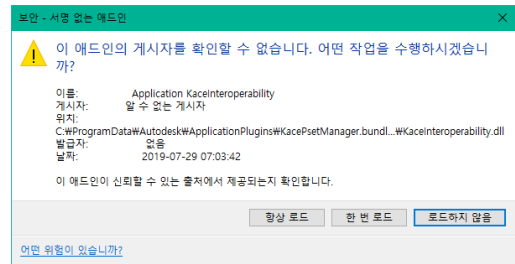 보안 - 서명 없는 애드인
이 애드인의 게시자를 확인할 수 없습니다. 어떤 작업을 수행하시겠습니
까?
이름: Application KaceInteroperability
게시자: 알 수 없는 게시자
위치:
C:₩ProgramData₩Autodesk₩ApplicationPlugins₩KacePsetManager.bundl...₩KaceInteroperability.dll
발급자: 없음
날짜: 2019-07-29 07:03:42
이 애드인이 신뢰할 수 있는 출처에서 제공되는지 확인합니다.
항상 로드 한 번 로드 로드하지 않음
어떤 위험이 있습니까?